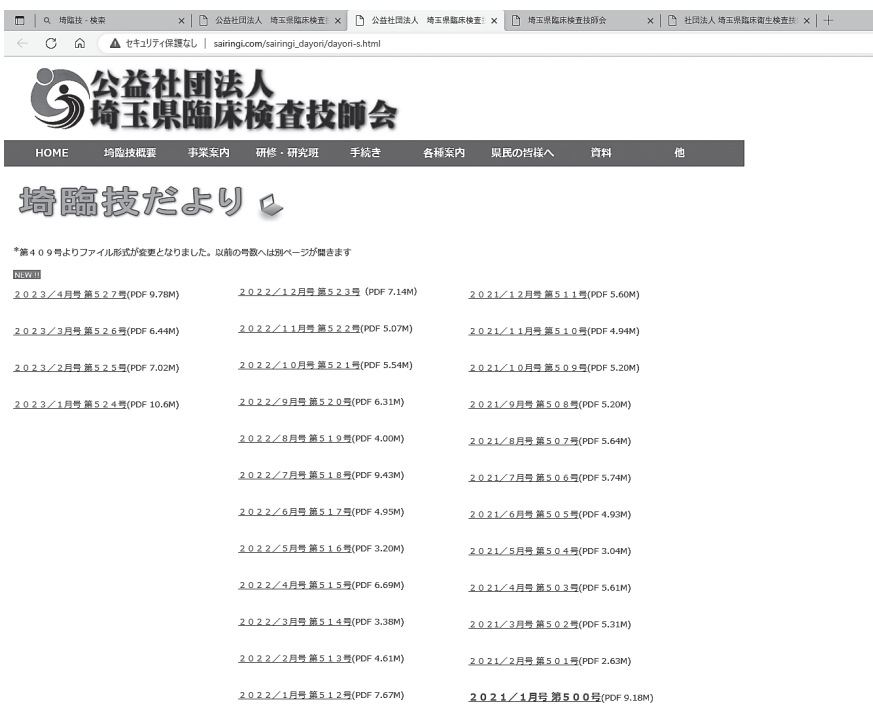 埼臨技 - 検索
公益社団法人 埼玉県臨床検査技
公益社団法人 埼玉県臨床検査技
埼玉県臨床検査技師会
社団法人 埼玉県臨床衛生検査技
セキュリティ保護なし | sairingi.com/sairingi_dayori/dayori-s.html
公益社団法人
埼玉県臨床検査技師会
HOME 埼臨技概要 事業案内 研修・研究班 手続き 各種案内 県民の皆様へ 資料 他
埼臨技だより
*第409号よりファイル形式が変更となりました。以前の号数へは別ページが開きます
NEW!!
2023/4月号 第527号(PDF 9.78M)
2023/3月号 第526号(PDF 6.44M)
2023/2月号 第525号(PDF 7.02M)
2023/1月号 第524号(PDF 10.6M)
2022/12月号 第523号 (PDF 7.14M)
2022/11月号 第522号(PDF 5.07M)
2022/10月号 第521号(PDF 5.54M)
2022/9月号 第520号(PDF 6.31M)
2022/8月号 第519号(PDF 4.00M)
2022/7月号 第518号(PDF 9.43M)
2022/6月号 第517号(PDF 4.95M)
2022/5月号 第516号(PDF 3.20M)
2022/4月号 第515号(PDF 6.69M)
2022/3月号 第514号(PDF 3.38M)
2022/2月号 第513号(PDF 4.61M)
2022/1月号 第512号(PDF 7.67M)
2021/12月号 第511号(PDF 5.60M)
2021/11月号 第510号(PDF 4.94M)
2021/10月号 第509号(PDF 5.20M)
2021/9月号 第508号(PDF 5.20M)
2021/8月号 第507号(PDF 5.64M)
2021/7月号 第506号(PDF 5.74M)
2021/6月号 第505号(PDF 4.93M)
2021/5月号 第504号(PDF 3.04M)
2021/4月号 第503号(PDF 5.61M)
2021/3月号 第502号(PDF 5.31M)
2021/2月号 第501号(PDF 2.63M)
2021/1月号 第500号(PDF 9.18M)